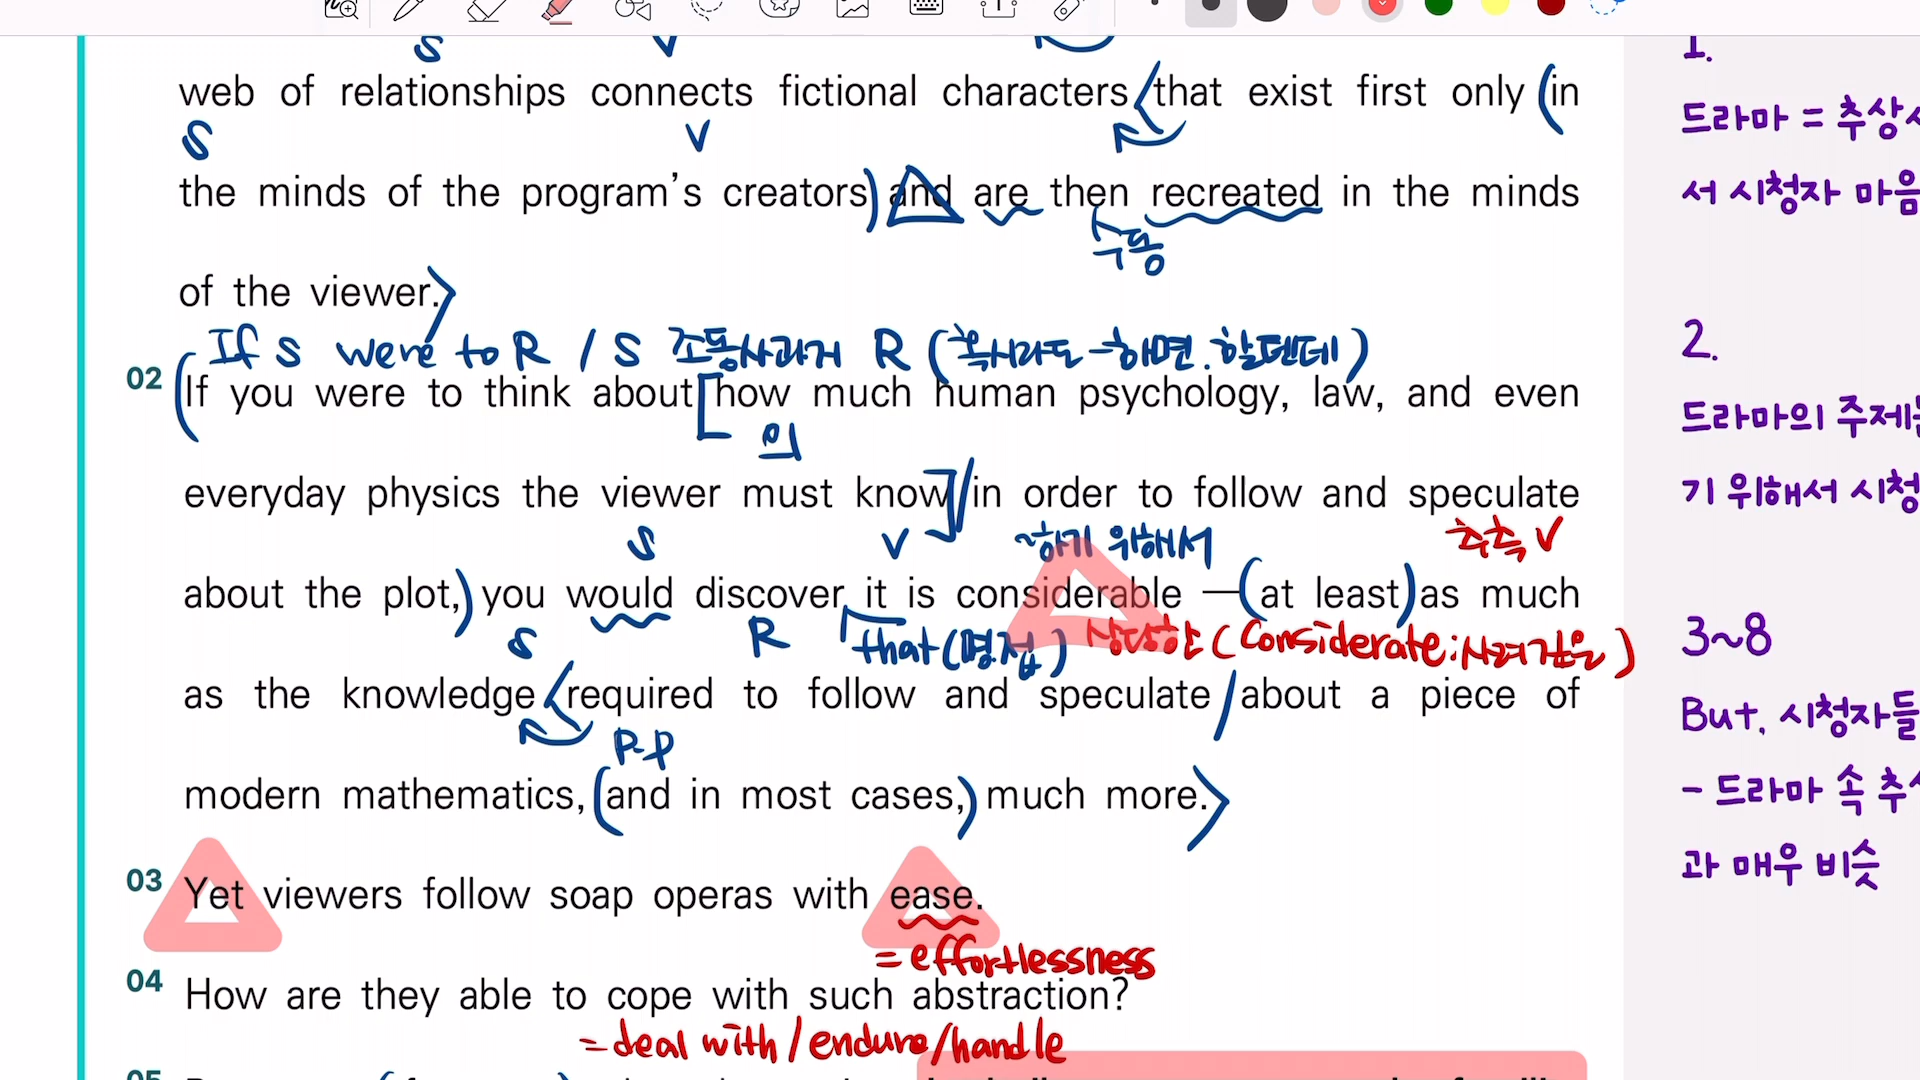 S V
web of relationships connects fictional characters that exist first only (in
S V
the minds of the program's creators) and are then recreated in the minds
수동
of the viewer.
If S were to R / S 조동사과거 R (혹시라도 -하면, 할텐데)
02 (If you were to think about [how much human psychology, law, and even
의
everyday physics the viewer must know] / in order to follow and speculate
S V ~하기 위해서 추측 V
about the plot,) you would discover it is considerable — (at least) as much
S R that(명접) 상당한 (Considerate: 사려깊은)
as the knowledge required to follow and speculate / about a piece of
P.P
modern mathematics, (and in most cases,) much more.
03 Yet viewers follow soap operas with ease.
= effortlessness
04 How are they able to cope with such abstraction?
= deal with / endure / handle
05
1.
드라마 = 추상
서 시청자 마음
2.
드라마의 주제는
기 위해서 시청
3~8
But, 시청자들
- 드라마 속 추
과 매우 비슷